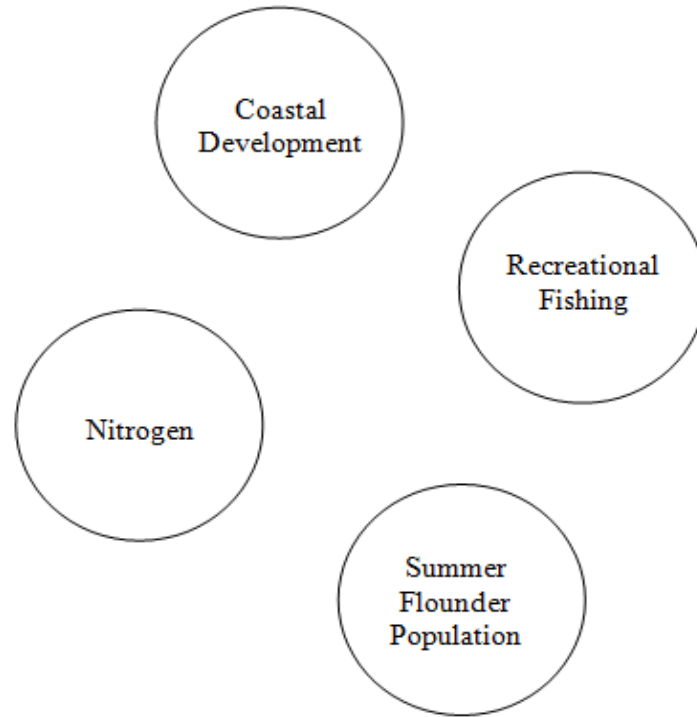 Coastal
Development
Recreational
Fishing
Nitrogen
Summer
Flounder
Population